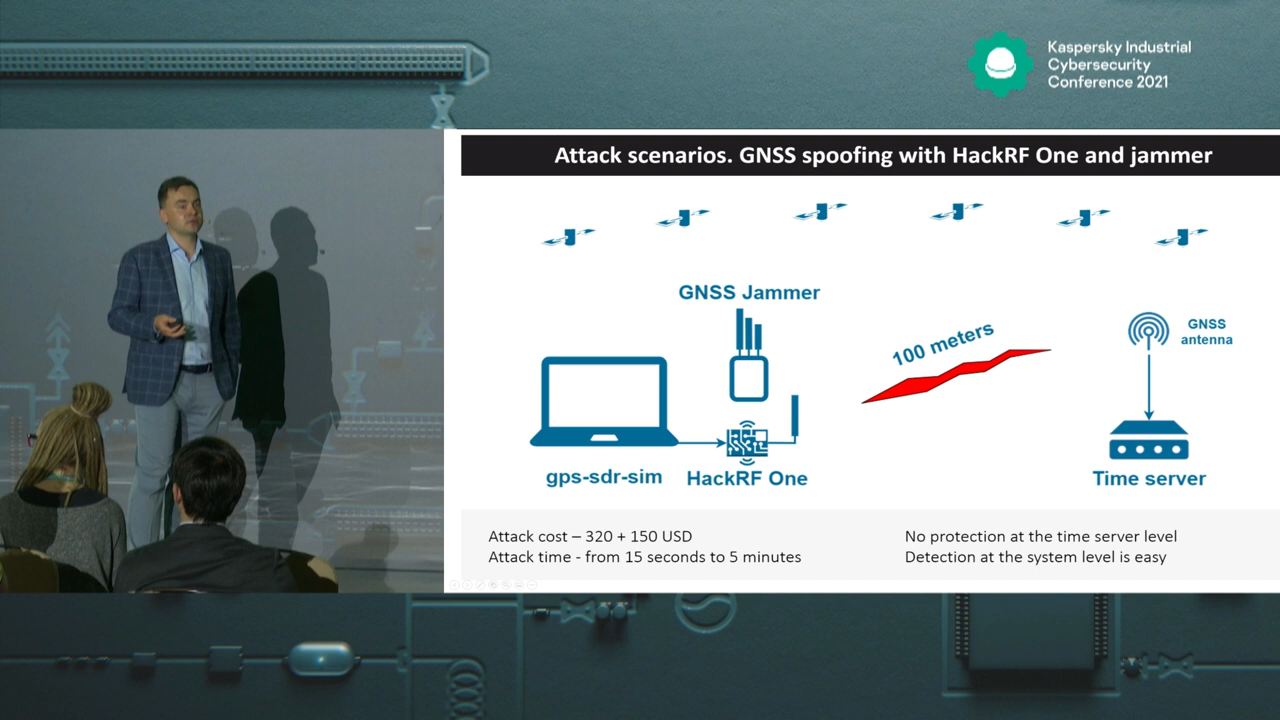 Kaspersky Industrial
Cybersecurity
Conference 2021
Attack scenarios. GNSS spoofing with HackRF One and jammer
GNSS Jammer
100 meters
GNSS
antenna
gps-sdr-sim
HackRF One
Time server
Attack cost – 320 + 150 USD
Attack time - from 15 seconds to 5 minutes
No protection at the time server level
Detection at the system level is easy